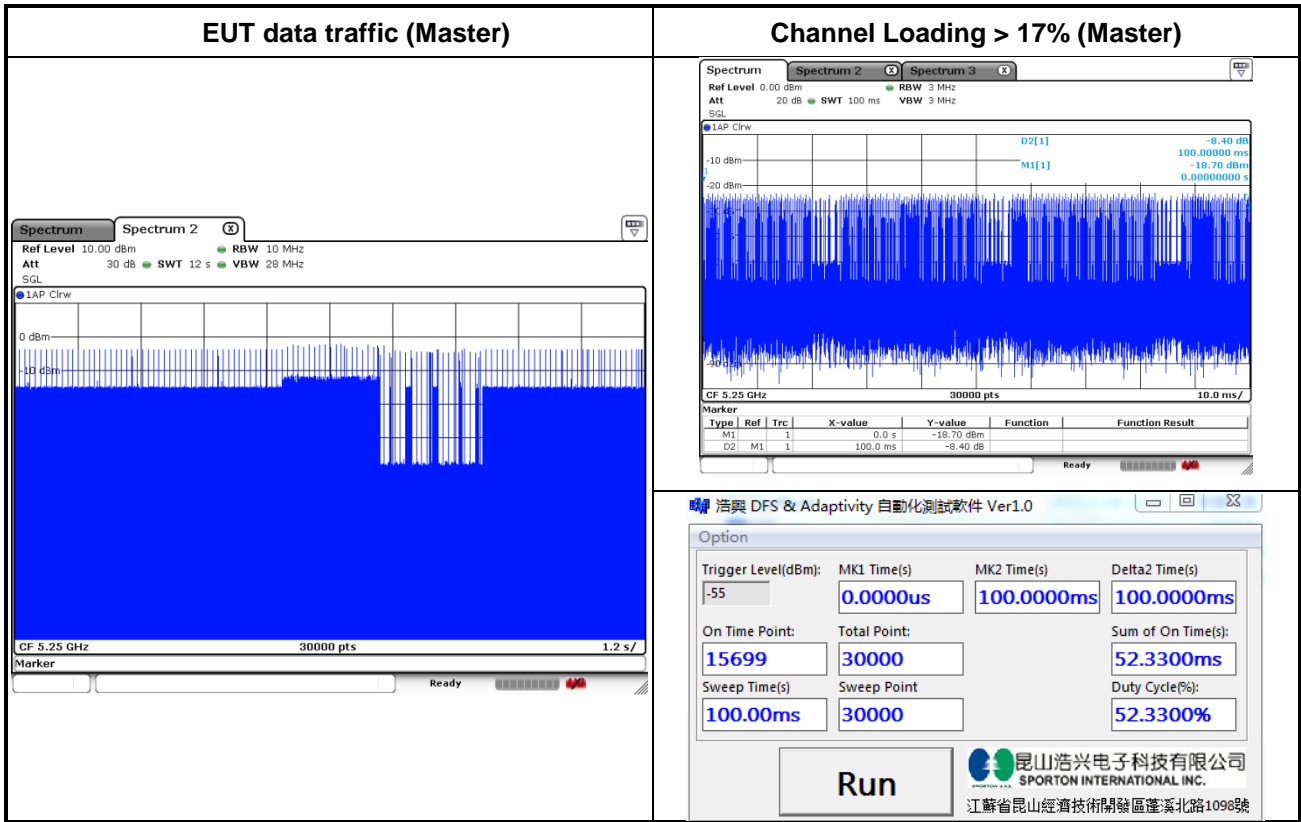 EUT data traffic (Master)
Channel Loading > 17% (Master)
Spectrum Spectrum 2 X
Ref Level 10.00 dBm RBW 10 MHz
Att 30 dB SWT 12 s VBW 28 MHz
SGL
1AP Clrw
0 dBm
-10 dBm
CF 5.25 GHz 30000 pts 1.2 s/
Marker
Ready
Spectrum Spectrum 2 X Spectrum 3 X
Ref Level 0.00 dBm RBW 3 MHz
Att 20 dB SWT 100 ms VBW 3 MHz
SGL
1AP Clrw
D2[1] -8.40 dB
100.00000 ms
-10 dBm
M1[1] -18.70 dBm
1
0.00000000 s
-20 dBm
CF 5.25 GHz 30000 pts 10.0 ms/
Marker
Type Ref Trc X-value Y-value Function Function Result
M1 1 0.0 s -18.70 dBm
D2 M1 1 100.0 ms -8.40 dB
Ready
浩興 DFS & Adaptivity 自動化測試軟件 Ver1.0
Option
Trigger Level(dBm): MK1 Time(s) MK2 Time(s) Delta2 Time(s)
-55 0.0000us 100.0000ms 100.0000ms
On Time Point: Total Point: Sum of On Time(s):
15699 30000 52.3300ms
Sweep Time(s) Sweep Point Duty Cycle(%):
100.00ms 30000 52.3300%
Run
昆山浩兴电子科技有限公司
SPORTON INTERNATIONAL INC.
江蘇省昆山經濟技術開發區蓬溪北路1098號